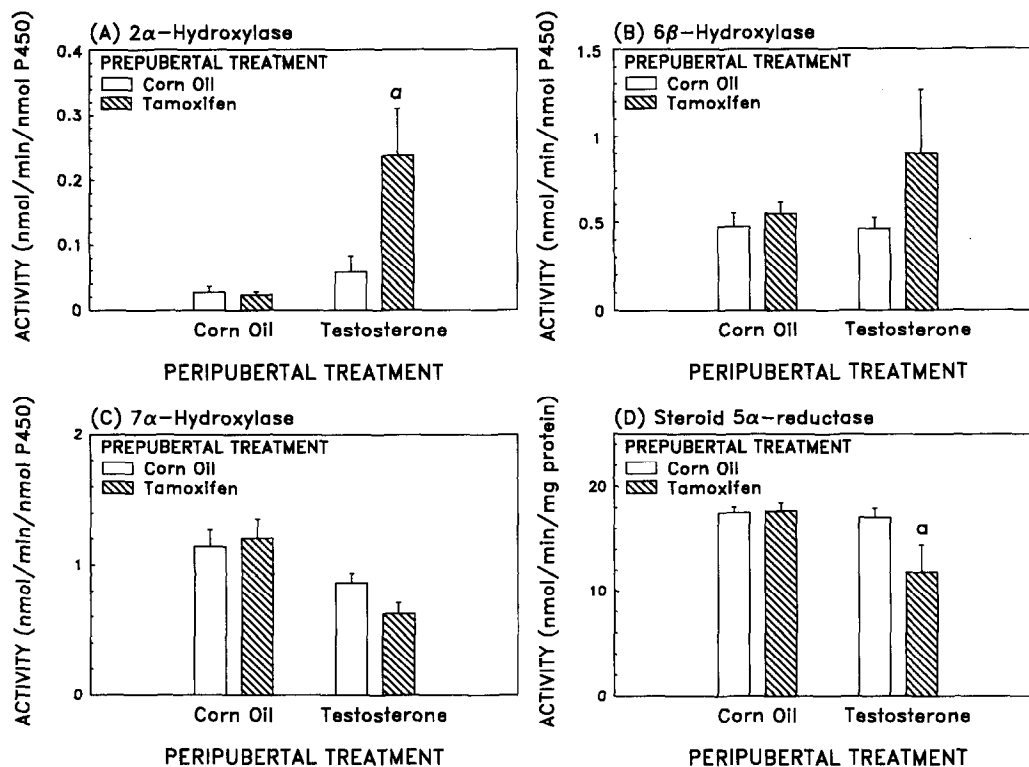 (A) 2α-Hydroxylase
PREPUBERTAL TREATMENT
Corn Oil
Tamoxifen
a
0.4
0.3
0.2
0.1
0
ACTIVITY (nmol/min/nmol P450)
Corn Oil Testosterone
PERIPUBERTAL TREATMENT
(B) 6β-Hydroxylase
PREPUBERTAL TREATMENT
Corn Oil
Tamoxifen
1.5
1
0.5
0
ACTIVITY (nmol/min/nmol P450)
Corn Oil Testosterone
PERIPUBERTAL TREATMENT
(C) 7α-Hydroxylase
PREPUBERTAL TREATMENT
Corn Oil
Tamoxifen
2
1
0
ACTIVITY (nmol/min/nmol P450)
Corn Oil Testosterone
PERIPUBERTAL TREATMENT
(D) Steroid 5α-reductase
PREPUBERTAL TREATMENT
Corn Oil
Tamoxifen
a
20
10
0
ACTIVITY (nmol/min/mg protein)
Corn Oil Testosterone
PERIPUBERTAL TREATMENT